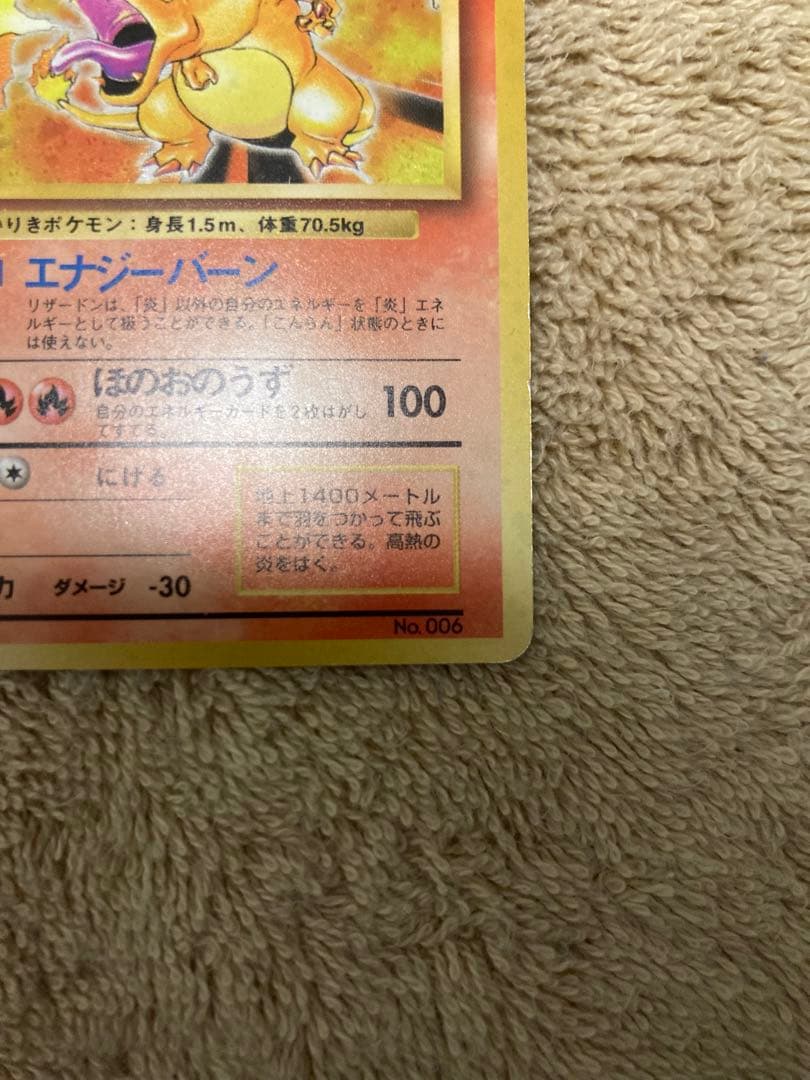 りきポケモン：身長1.5m、体重70.5kg
エナジーバーン
リザードンは、「炎」以外の自分のエネルギーを「炎」エネ
ルギーとして扱うことができる。「こんらん」状態のときに
は使えない。
ほのおのうず
100
自分のエネルギーカードを2枚はがし
てすてる
にげる
地上1400メートル
まで羽をつかって飛ぶ
ことができる。高熱の
炎をはく。
力 ダメージ -30
No. 006